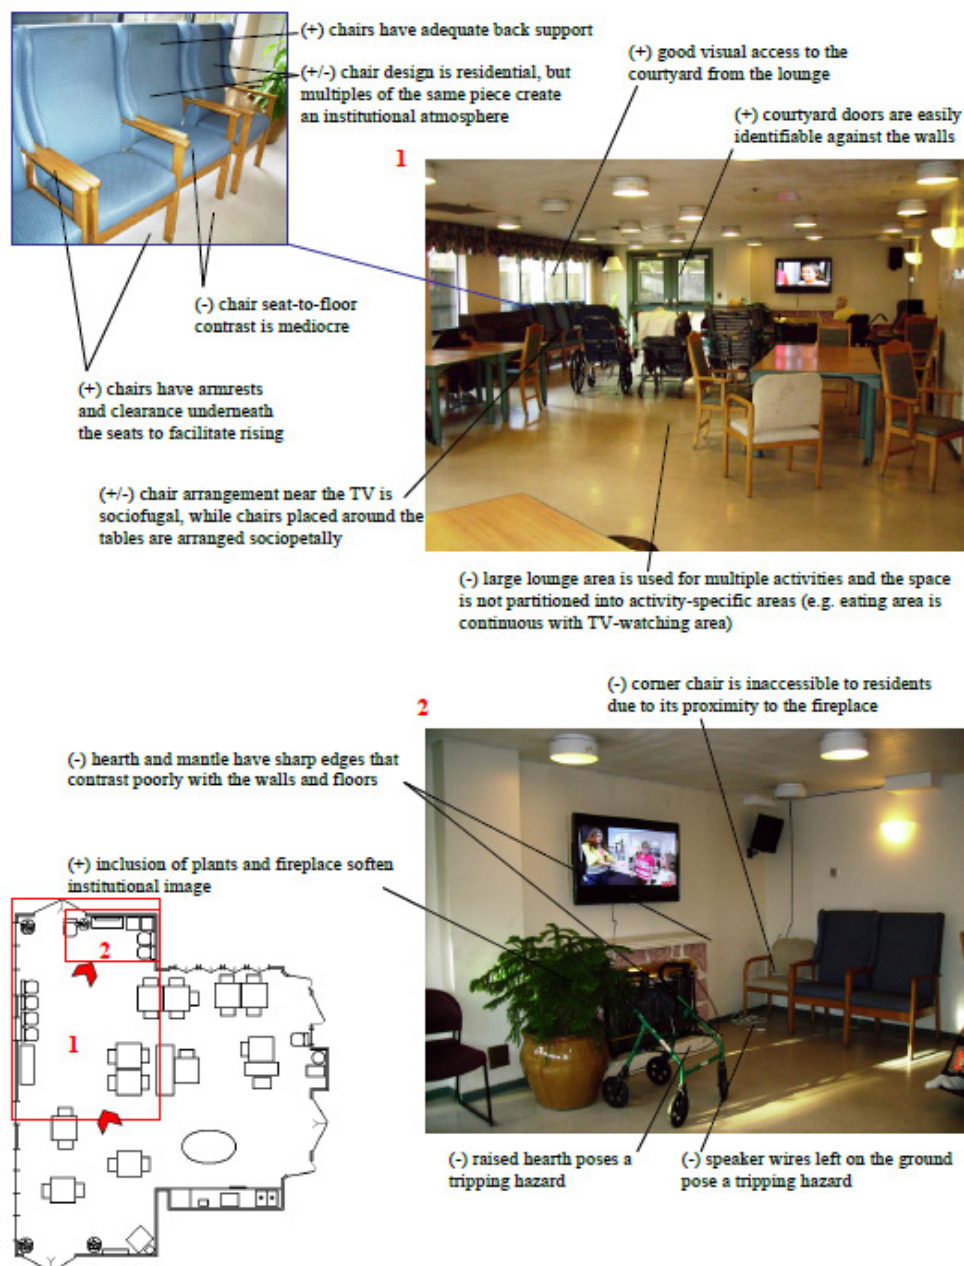 (+) chairs have adequate back support
(+/-) chair design is residential, but
multiples of the same piece create
an institutional atmosphere
(+) good visual access to the
courtyard from the lounge
(+) courtyard doors are easily
identifiable against the walls
1
(-) chair seat-to-floor
contrast is mediocre
(+) chairs have armrests
and clearance underneath
the seats to facilitate rising
(+/-) chair arrangement near the TV is
sociofugal, while chairs placed around the
tables are arranged sociopetally
(-) large lounge area is used for multiple activities and the space
is not partitioned into activity-specific areas (e.g. eating area is
continuous with TV-watching area)
(-) corner chair is inaccessible to residents
due to its proximity to the fireplace
2
(-) hearth and mantle have sharp edges that
contrast poorly with the walls and floors
(+) inclusion of plants and fireplace soften
institutional image
2
1
(-) raised hearth poses a
tripping hazard
(-) speaker wires left on the ground
pose a tripping hazard